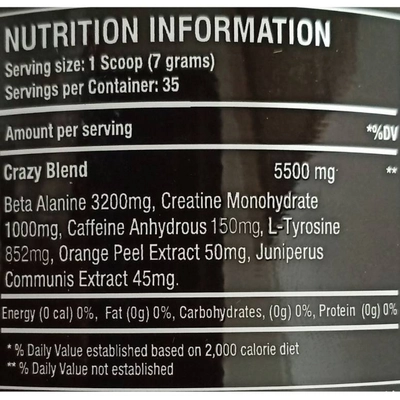 NUTRITION INFORMATION
Serving size: 1 Scoop (7 grams)
Servings per Container: 35
Amount per serving *%DV
Crazy Blend 5500 mg **
Beta Alanine 3200mg, Creatine Monohydrate
1000mg, Caffeine Anhydrous 150mg, L-Tyrosine
852mg, Orange Peel Extract 50mg, Juniperus
Communis Extract 45mg.
Energy (0 cal) 0%, Fat (0g) 0%, Carbohydrates, (0g) 0%, Protein (0g) 0%
* % Daily Value established based on 2,000 calorie diet
** % Daily Value not established